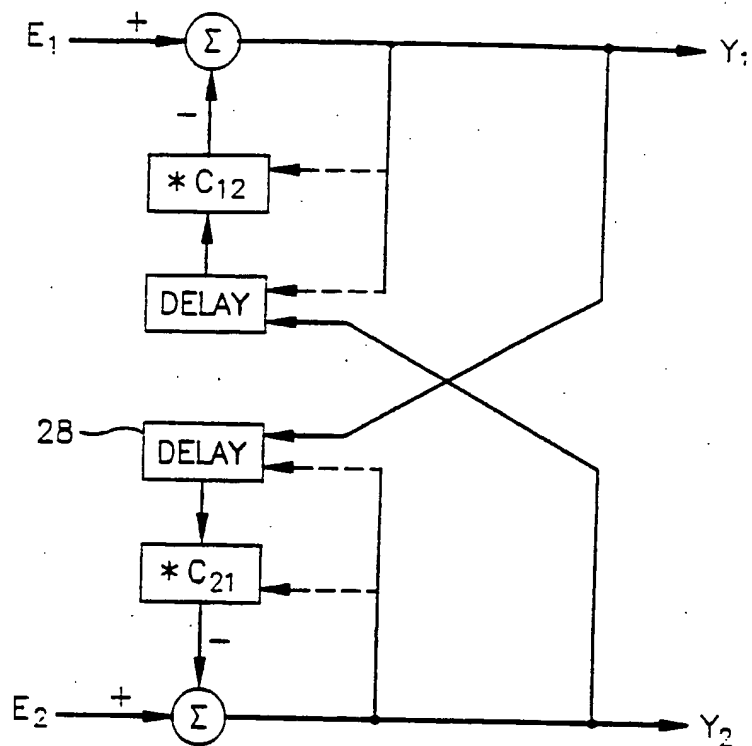 E₁ + Σ Y₁
−
* C₁₂
DELAY
28 DELAY
* C₂₁
−
E₂ + Σ Y₂